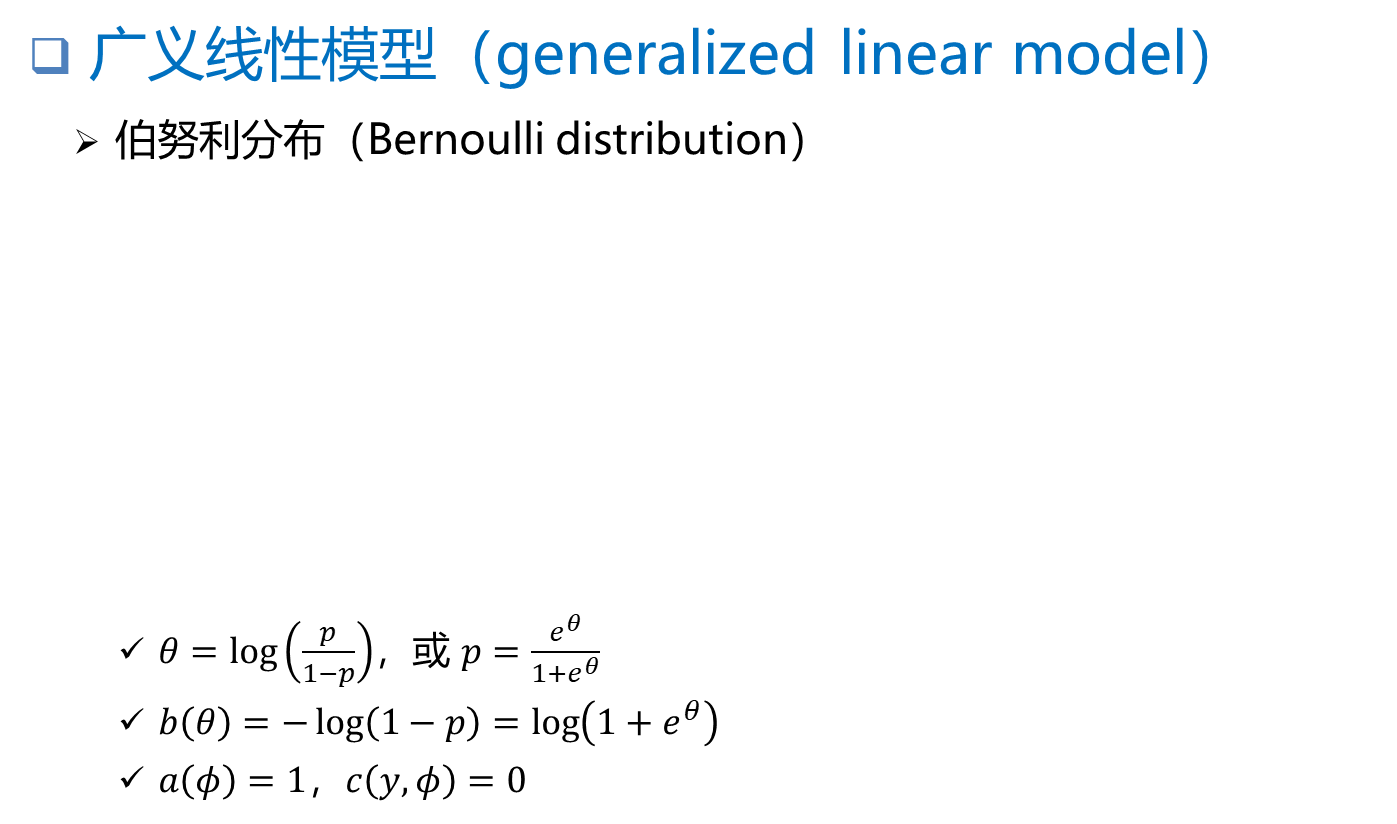 ❑ 广义线性模型（generalized linear model）
➢ 伯努利分布（Bernoulli distribution）
✓ θ = log(p/(1−p))，或 p = e^θ/(1+e^θ)
✓ b(θ) = − log(1 − p) = log(1 + e^θ)
✓ a(ϕ) = 1，c(y, ϕ) = 0